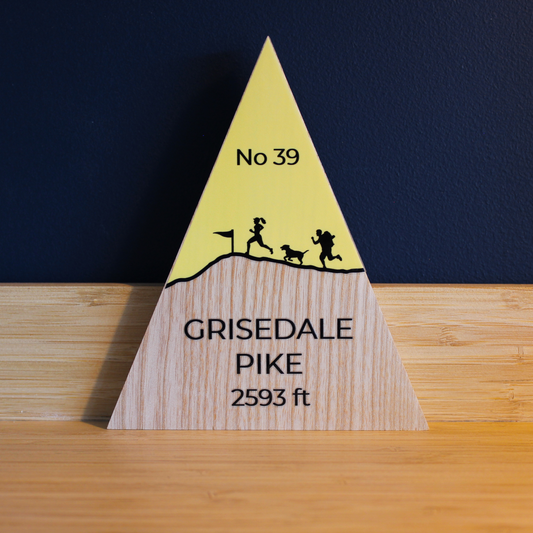 No 39
GRISEDALE
PIKE
2593 ft